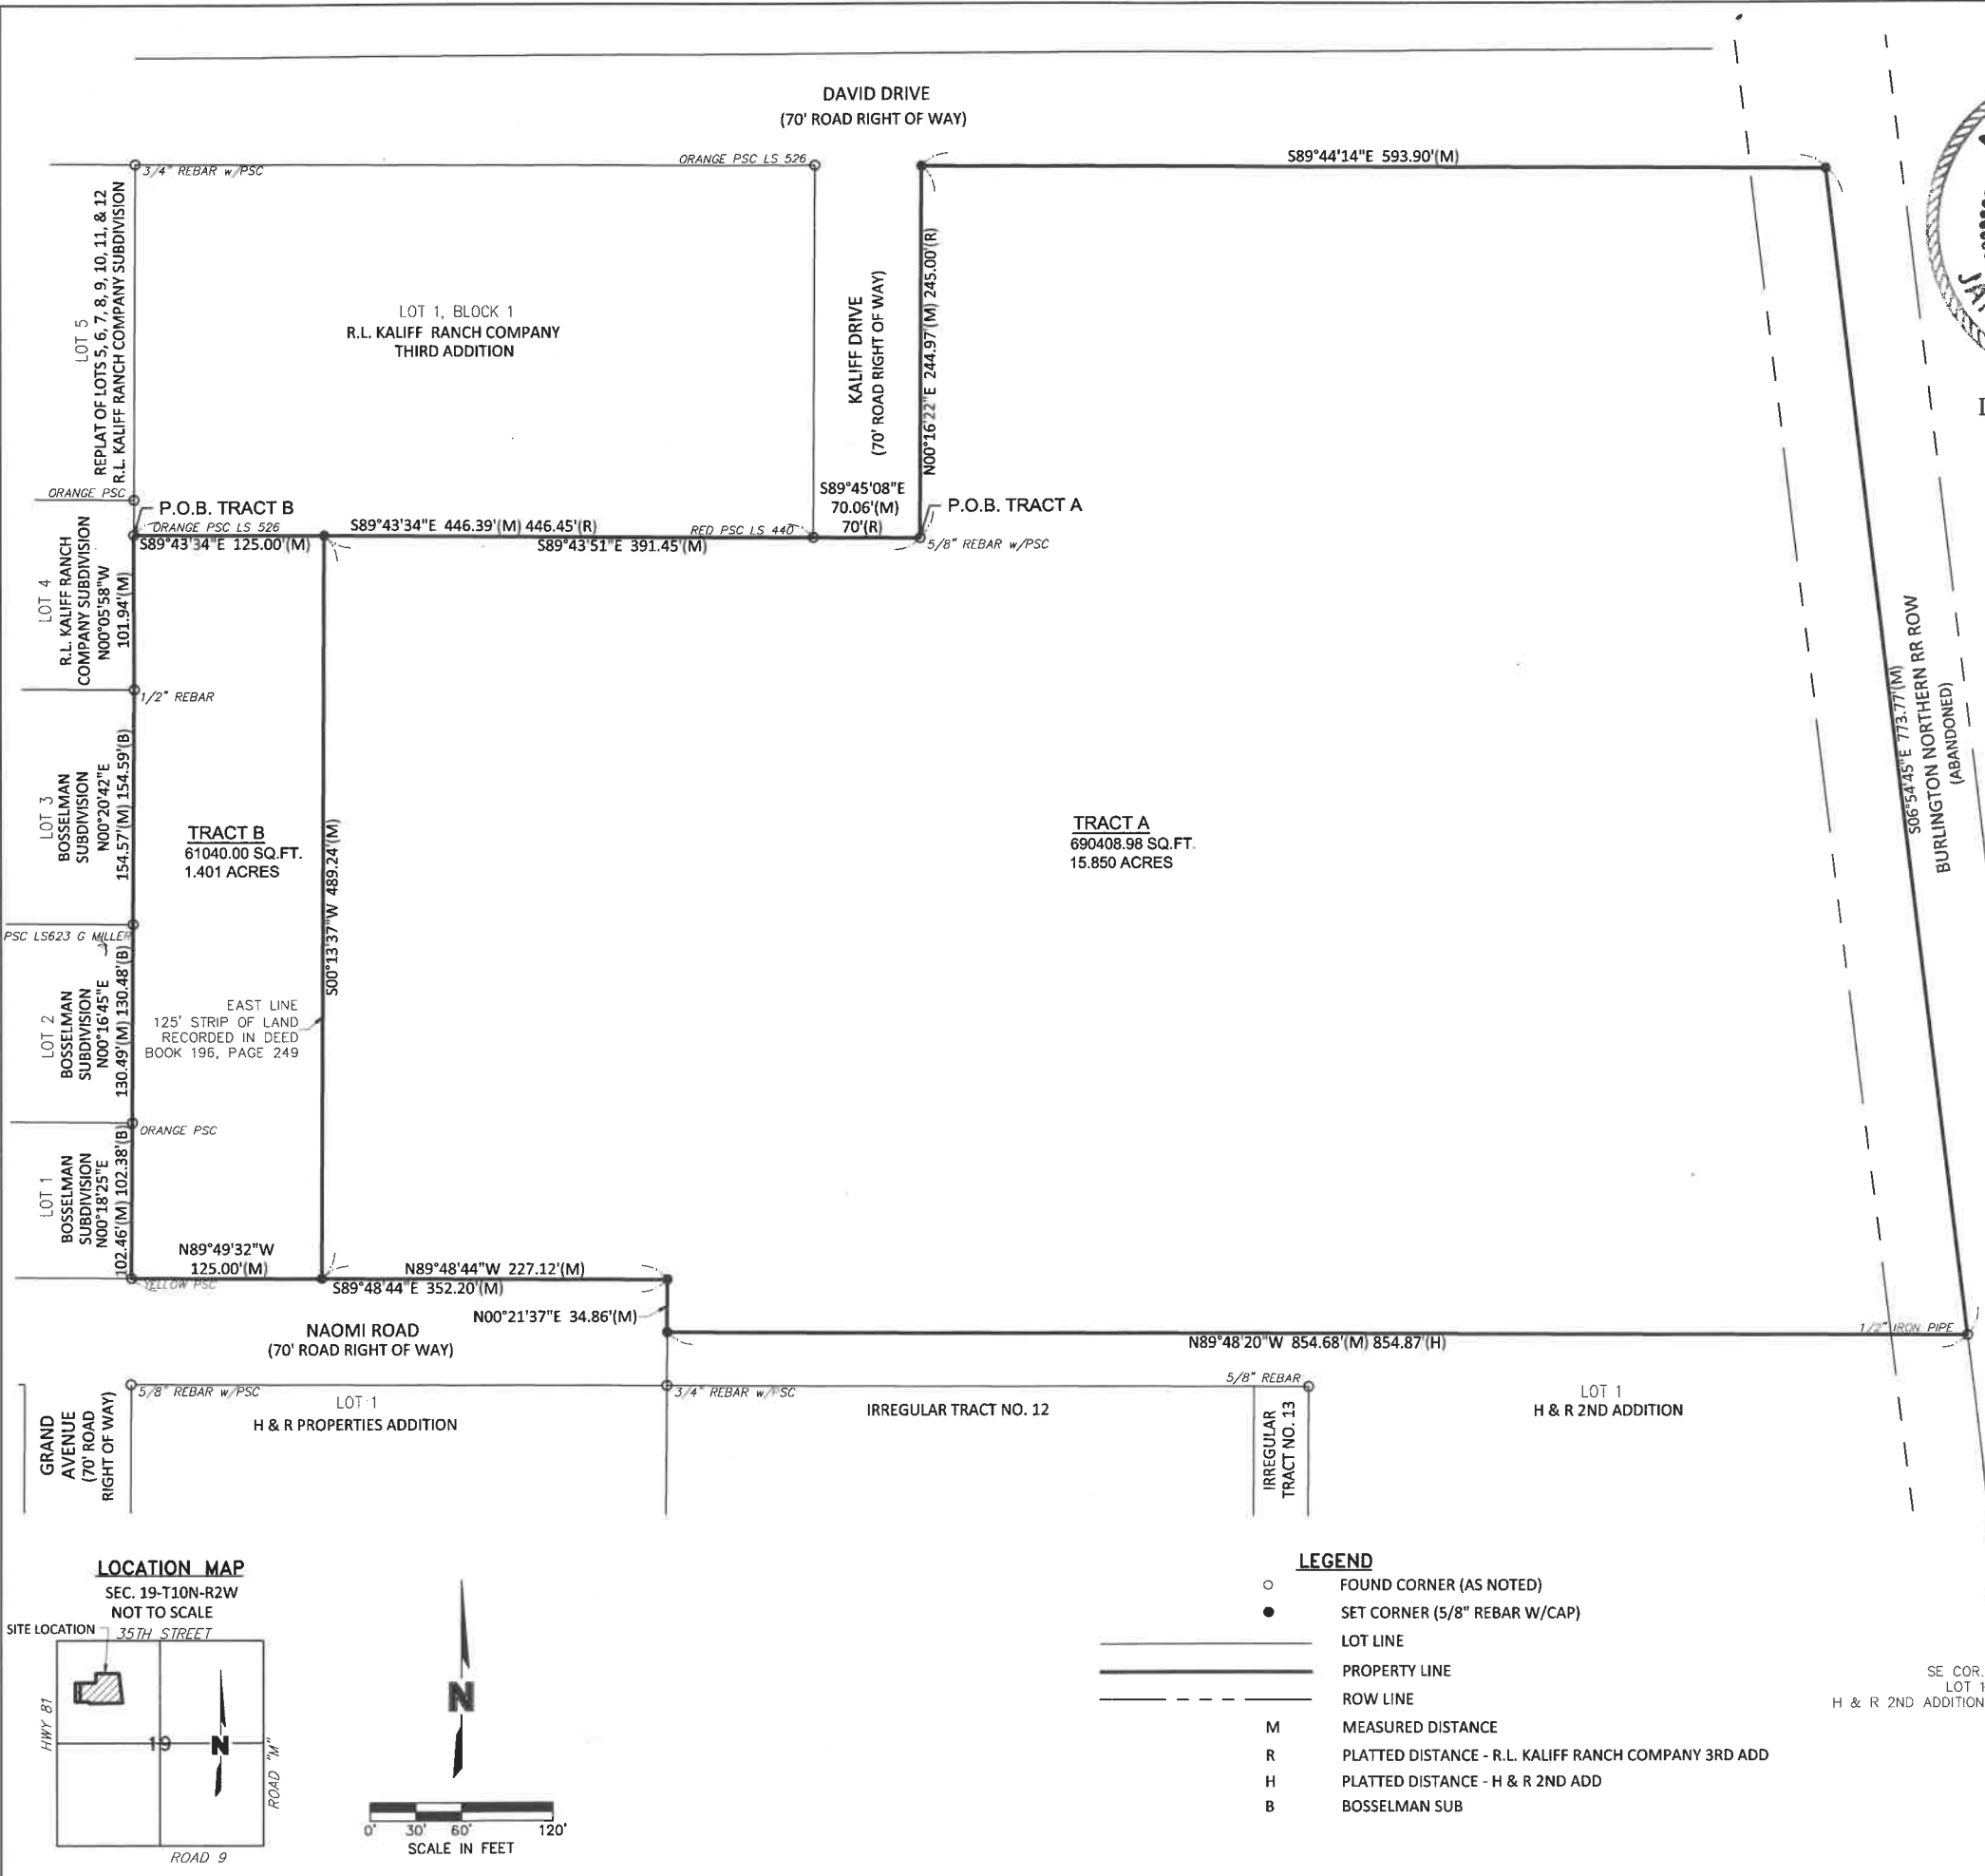 DAVID DRIVE
(70' ROAD RIGHT OF WAY)
S89°44'14"E 593.90'(M)
ORANGE PSC LS 526
3/4" REBAR w/PSC
LOT 5
REPLAT OF LOTS 5, 6, 7, 8, 9, 10, 11, & 12
R.L. KALIFF RANCH COMPANY SUBDIVISION
LOT 1, BLOCK 1
R.L. KALIFF RANCH COMPANY
THIRD ADDITION
KALIFF DRIVE
(70' ROAD RIGHT OF WAY)
N00°16'22"E 244.97'(M) 245.00'(R)
ORANGE PSC
P.O.B. TRACT B
ORANGE PSC LS 526
S89°43'34"E 125.00'(M)
S89°43'34"E 446.39'(M) 446.45'(R)
S89°43'51"E 391.45'(M)
RED PSC LS 440
S89°45'08"E
70.06'(M)
70'(R)
P.O.B. TRACT A
5/8" REBAR w/PSC
LOT 4
R.L. KALIFF RANCH
COMPANY SUBDIVISION
N00°05'58"W
101.94'(M)
1/2" REBAR
LOT 3
BOSSELMAN
SUBDIVISION
N00°20'42"E
154.57'(M) 154.59'(B)
TRACT B
61040.00 SQ.FT.
1.401 ACRES
S00°13'37"W 489.24'(M)
TRACT A
690408.98 SQ.FT.
15.850 ACRES
S06°54'45"E 773.77'(M)
BURLINGTON NORTHERN RR ROW
(ABANDONED)
PSC LS623 G MILLER
LOT 2
BOSSELMAN
SUBDIVISION
N00°16'45"E
130.49'(M) 130.48'(B)
EAST LINE
125' STRIP OF LAND
RECORDED IN DEED
BOOK 196, PAGE 249
ORANGE PSC
LOT 1
BOSSELMAN
SUBDIVISION
N00°18'25"E
102.46'(M) 102.38'(B)
N89°49'32"W
125.00'(M)
YELLOW PSC
N89°48'44"W 227.12'(M)
S89°48'44"E 352.20'(M)
N00°21'37"E 34.86'(M)
NAOMI ROAD
(70' ROAD RIGHT OF WAY)
N89°48'20"W 854.68'(M) 854.87'(H)
1/2" IRON PIPE
GRAND
AVENUE
(70' ROAD
RIGHT OF WAY)
5/8" REBAR w/PSC
LOT 1
H & R PROPERTIES ADDITION
3/4" REBAR w/PSC
IRREGULAR TRACT NO. 12
5/8" REBAR
IRREGULAR
TRACT NO. 13
LOT 1
H & R 2ND ADDITION
LOCATION MAP
SEC. 19-T10N-R2W
NOT TO SCALE
SITE LOCATION
35TH STREET
HWY 81
19
N
ROAD "M"
ROAD 9
N
0' 30' 60' 120'
SCALE IN FEET
LEGEND
FOUND CORNER (AS NOTED)
SET CORNER (5/8" REBAR W/CAP)
LOT LINE
PROPERTY LINE
ROW LINE
M MEASURED DISTANCE
R PLATTED DISTANCE - R.L. KALIFF RANCH COMPANY 3RD ADD
H PLATTED DISTANCE - H & R 2ND ADD
B BOSSELMAN SUB
SE COR.
LOT 1
H & R 2ND ADDITION